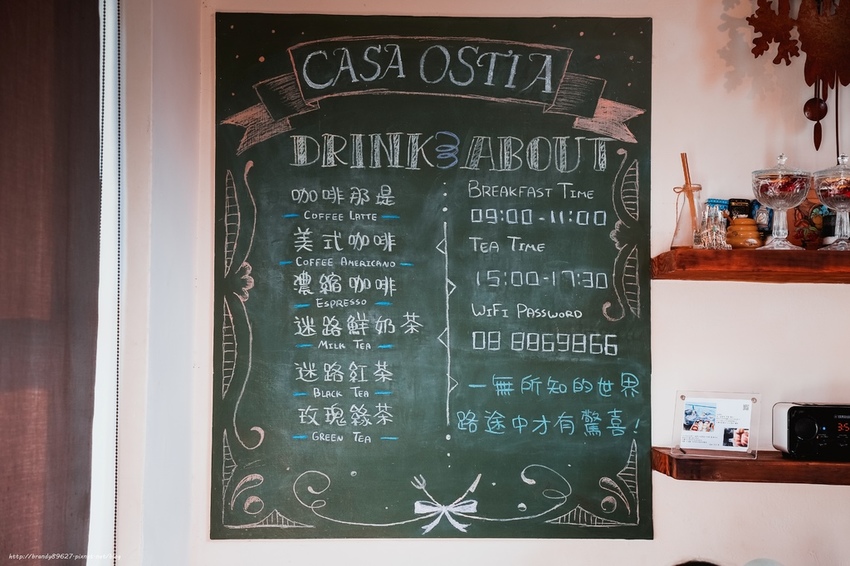 CASA OSTIA
DRINK & ABOUT
咖啡那是
COFFEE LATTE
美式咖啡
COFFEE AMERICANO
濃縮咖啡
ESPRESSO
迷路鮮奶茶
MILK TEA
迷路紅茶
BLACK TEA
玫瑰綠茶
GREEN TEA
BREAKFAST TIME
09:00-11:00
TEA TIME
15:00-17:30
WIFI PASSWORD
08 8869866
一無所知的世界
路途中才有驚喜!